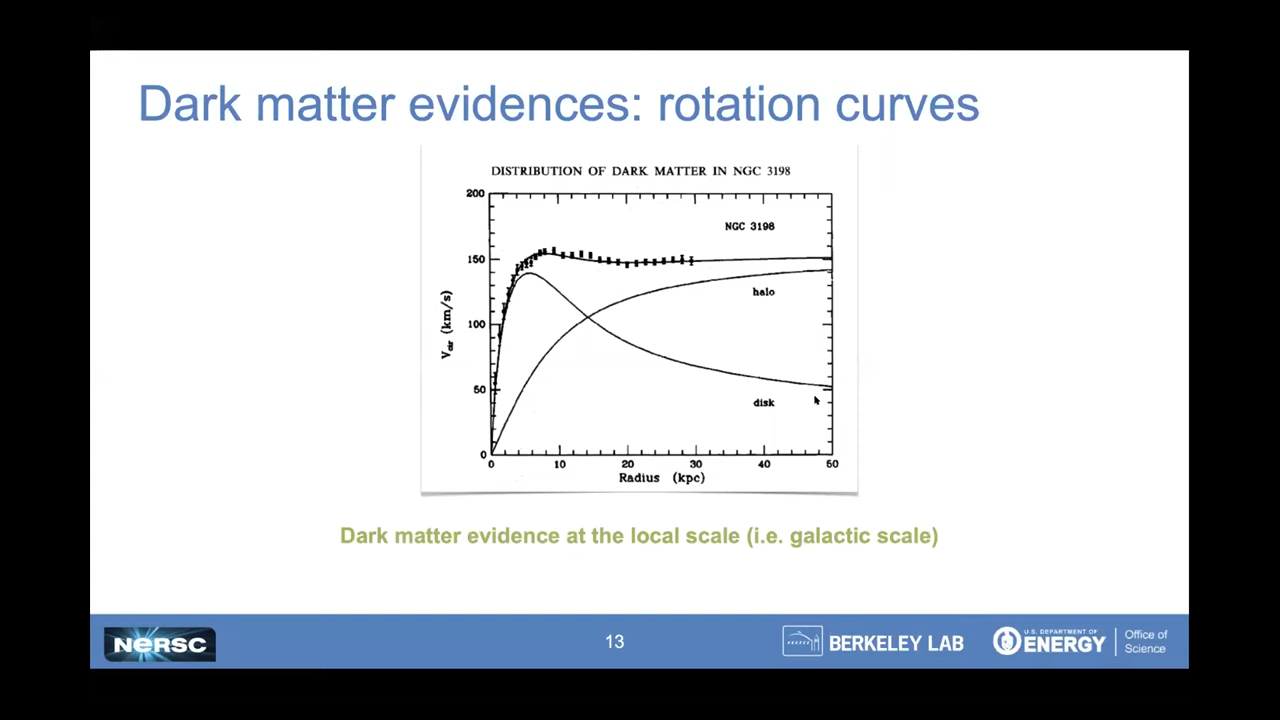 Dark matter evidences: rotation curves
DISTRIBUTION OF DARK MATTER IN NGC 3198
200
NGC 3198
150
halo
V cir (km/s)
100
50
disk
0
0 10 20 30 40 50
Radius (kpc)
Dark matter evidence at the local scale (i.e. galactic scale)
NERSC
13
BERKELEY LAB
U.S. DEPARTMENT OF
ENERGY
Office of
Science